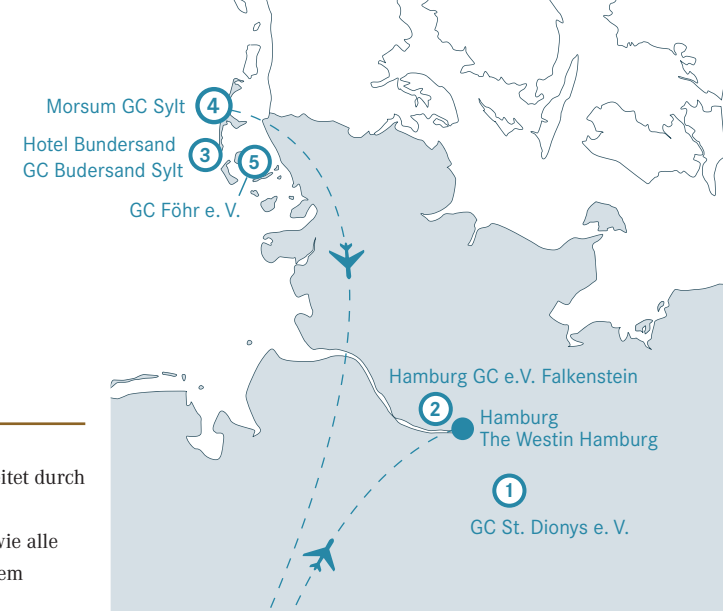 Morsum GC Sylt
4
Hotel Bundersand
GC Budersand Sylt
3
5
GC Föhr e. V.
Hamburg GC e.V. Falkenstein
2
Hamburg
The Westin Hamburg
1
GC St. Dionys e. V.
itet durch
wie alle
em